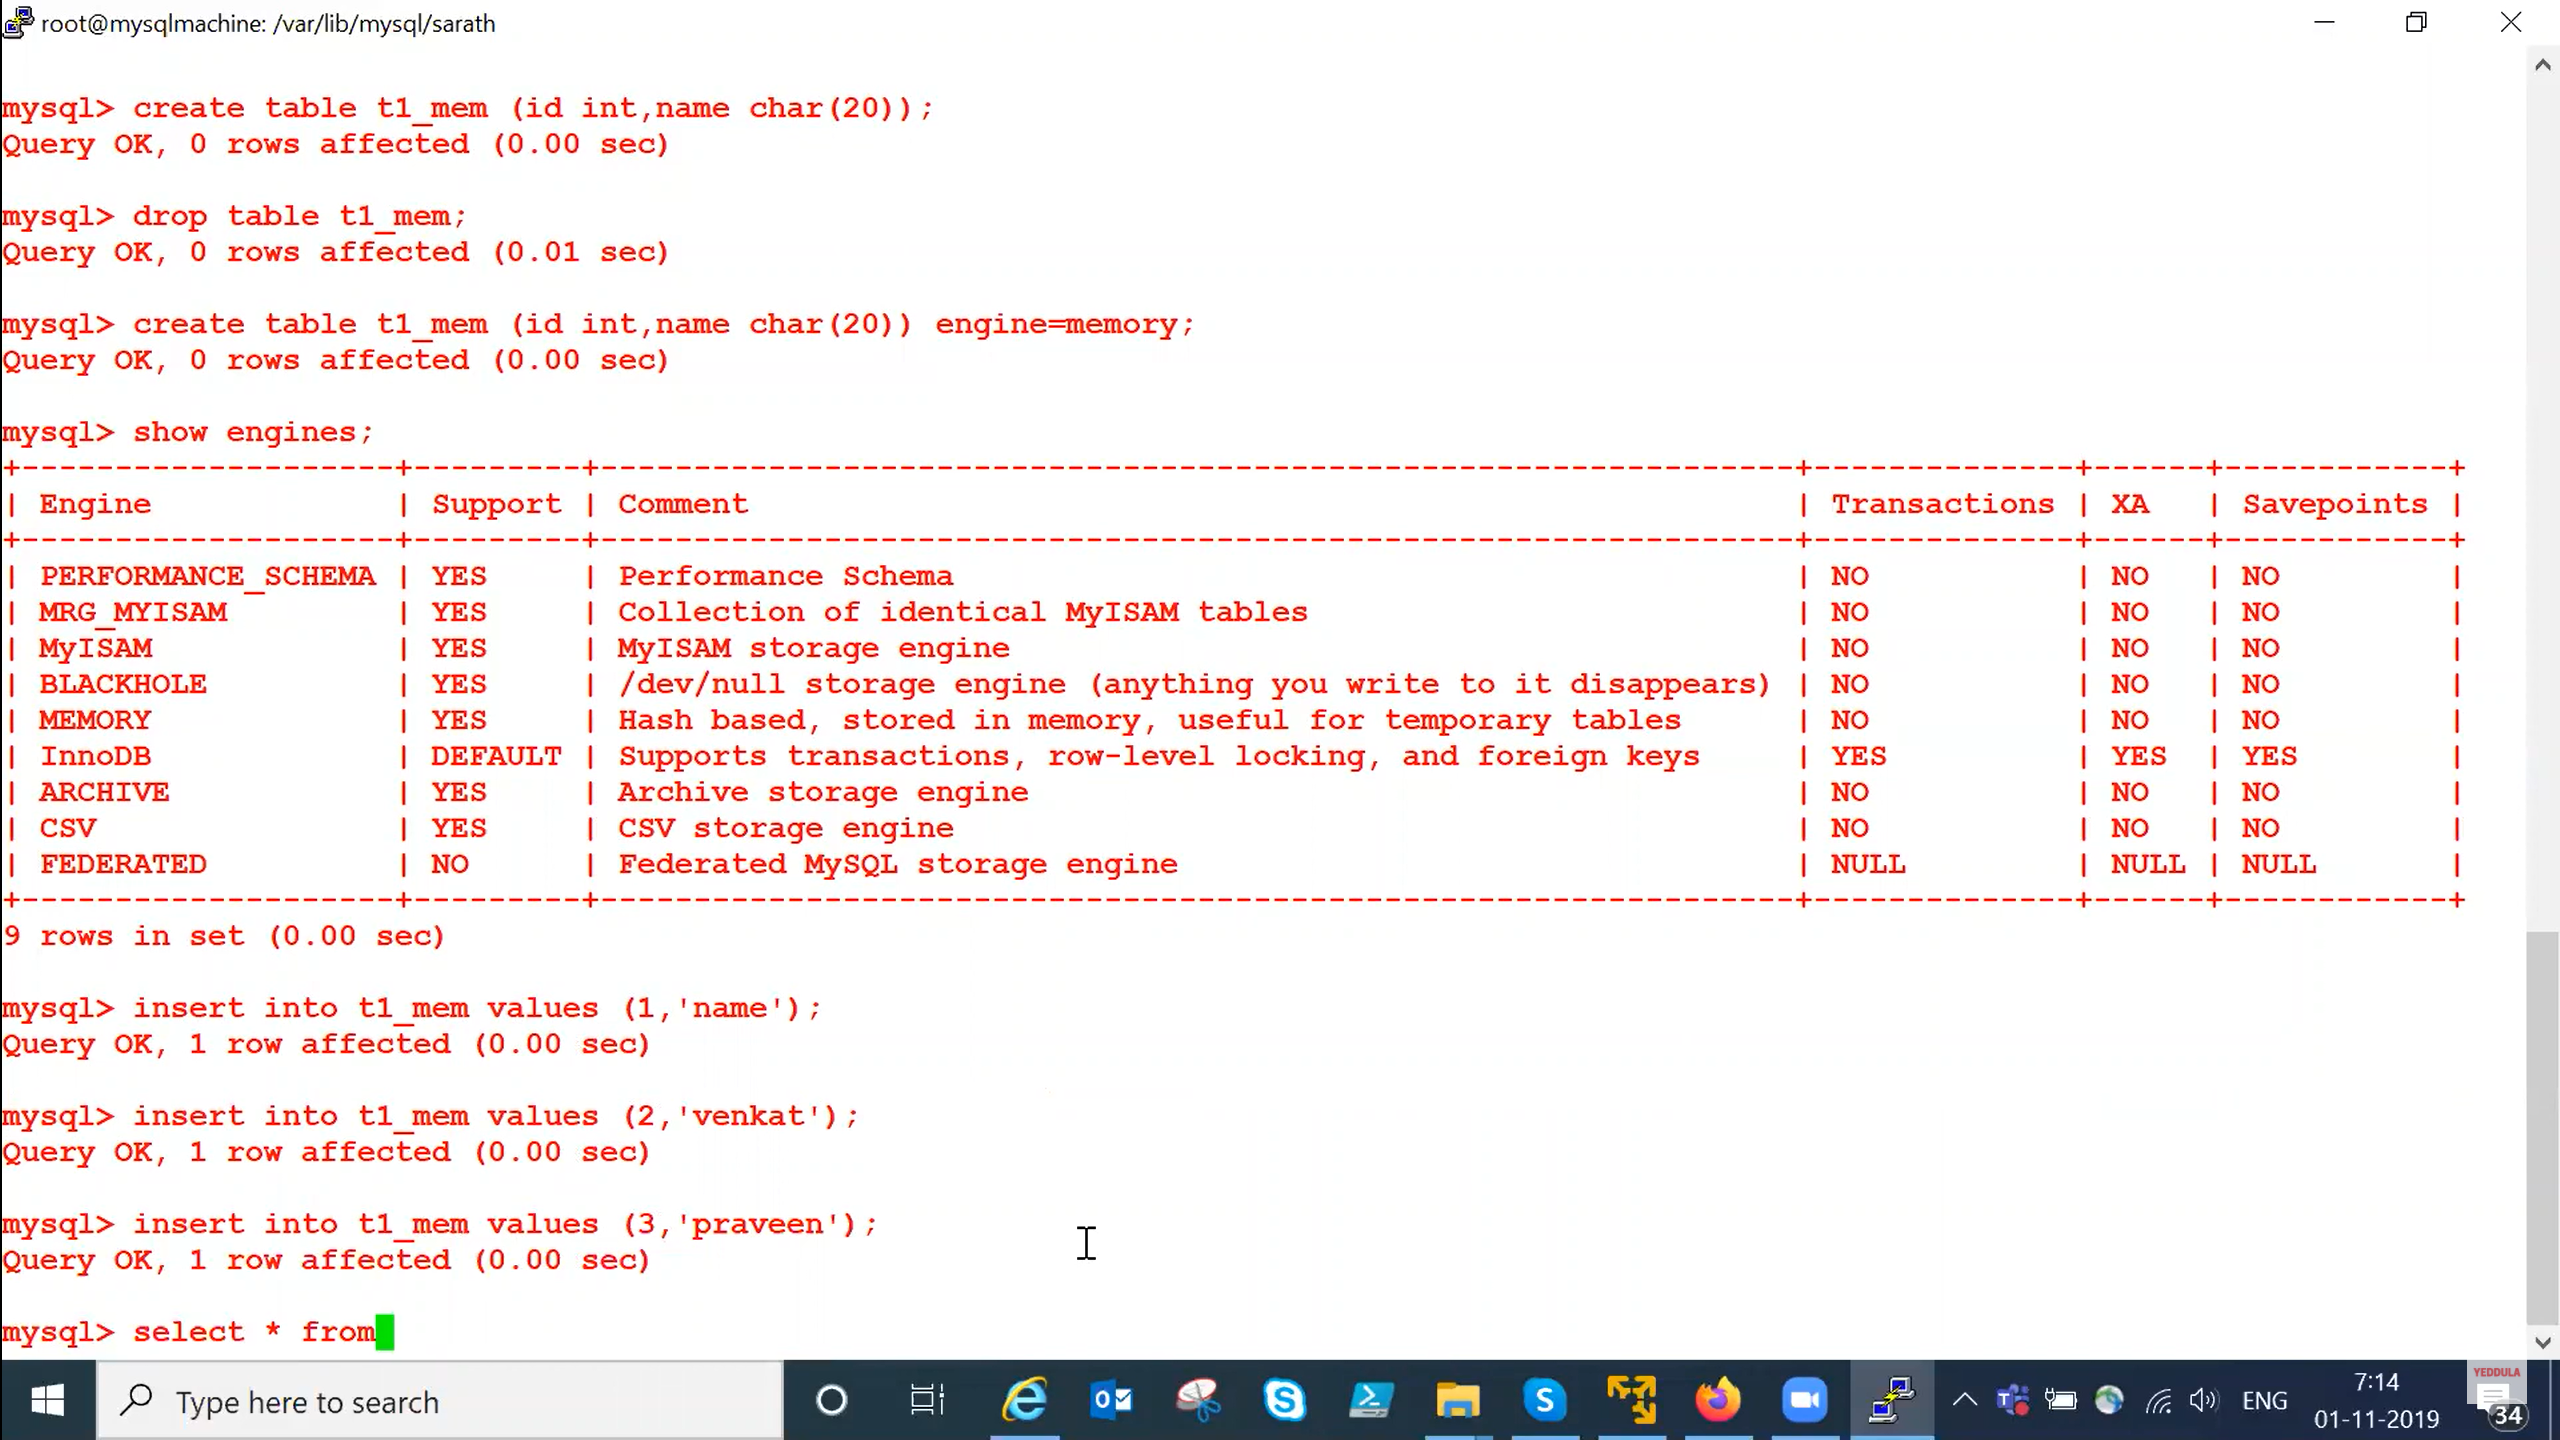 root@mysqlmachine: /var/lib/mysql/sarath
mysql> create table t1_mem (id int,name char(20));
Query OK, 0 rows affected (0.00 sec)
mysql> drop table t1_mem;
Query OK, 0 rows affected (0.01 sec)
mysql> create table t1_mem (id int,name char(20)) engine=memory;
Query OK, 0 rows affected (0.00 sec)
mysql> show engines;
+--------------------+---------+----------------------------------------------------------------+--------------+------+------------+
| Engine             | Support | Comment                                                        | Transactions | XA   | Savepoints |
+--------------------+---------+----------------------------------------------------------------+--------------+------+------------+
| PERFORMANCE_SCHEMA | YES     | Performance Schema                                             | NO           | NO   | NO         |
| MRG_MYISAM         | YES     | Collection of identical MyISAM tables                          | NO           | NO   | NO         |
| MyISAM             | YES     | MyISAM storage engine                                          | NO           | NO   | NO         |
| BLACKHOLE          | YES     | /dev/null storage engine (anything you write to it disappears) | NO           | NO   | NO         |
| MEMORY             | YES     | Hash based, stored in memory, useful for temporary tables      | NO           | NO   | NO         |
| InnoDB             | DEFAULT | Supports transactions, row-level locking, and foreign keys     | YES          | YES  | YES        |
| ARCHIVE            | YES     | Archive storage engine                                         | NO           | NO   | NO         |
| CSV                | YES     | CSV storage engine                                             | NO           | NO   | NO         |
| FEDERATED          | NO      | Federated MySQL storage engine                                 | NULL         | NULL | NULL       |
+--------------------+---------+----------------------------------------------------------------+--------------+------+------------+
9 rows in set (0.00 sec)
mysql> insert into t1_mem values (1,'name');
Query OK, 1 row affected (0.00 sec)
mysql> insert into t1_mem values (2,'venkat');
Query OK, 1 row affected (0.00 sec)
mysql> insert into t1_mem values (3,'praveen');
Query OK, 1 row affected (0.00 sec)
mysql> select * from
Type here to search
ENG
7:14
01-11-2019
YEDDULA
34